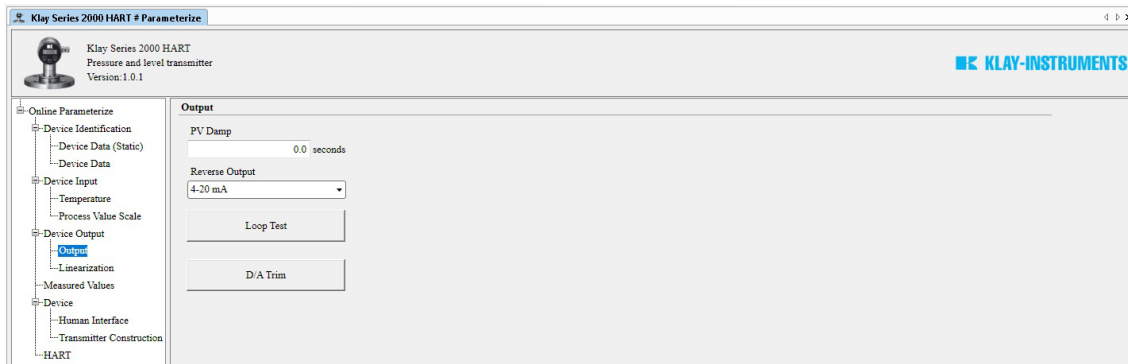 Klay Series 2000 HART # Parameterize
Klay Series 2000 HART
Pressure and level transmitter
Version:1.0.1
KLAY-INSTRUMENTS
Online Parameterize
Device Identification
Device Data (Static)
Device Data
Device Input
Temperature
Process Value Scale
Device Output
Output
Linearization
Measured Values
Device
Human Interface
Transmitter Construction
HART
Output
PV Damp
0.0 seconds
Reverse Output
4-20 mA
Loop Test
D/A Trim